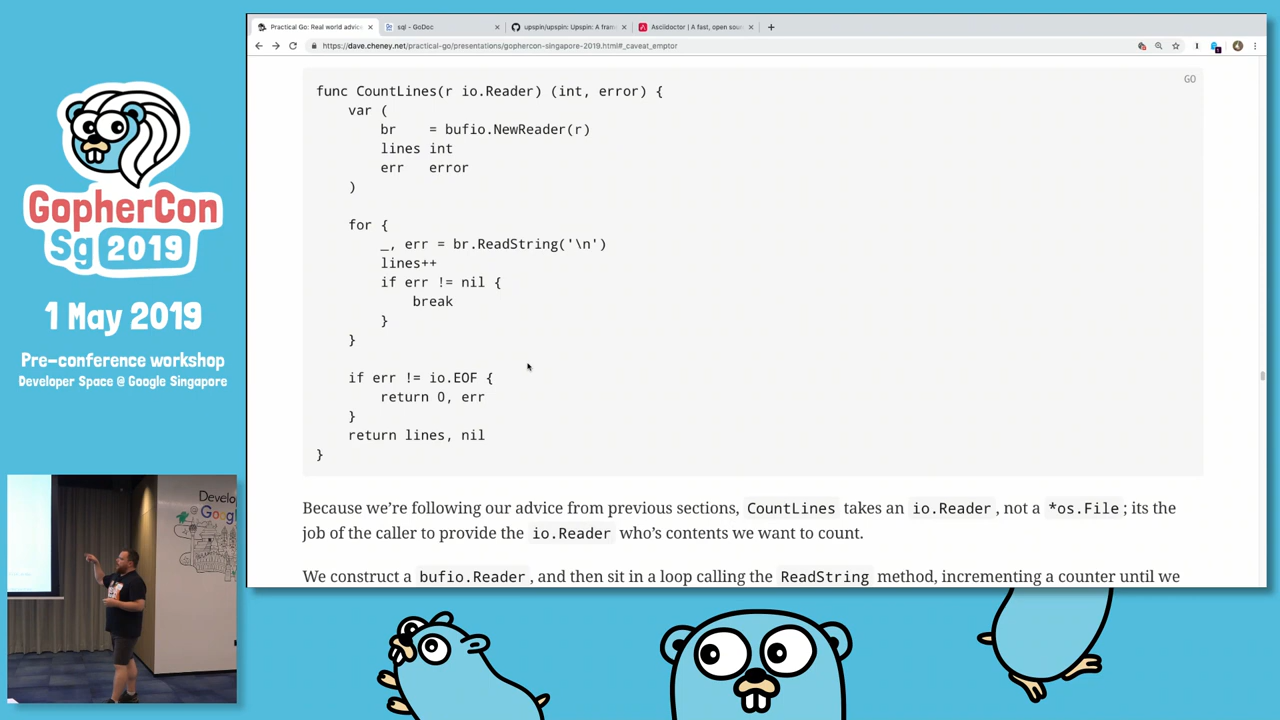 GopherCon
Sg 2019
1 May 2019
Pre-conference workshop
Developer Space @ Google Singapore
Practical Go: Real world advice
sql - GoDoc
upspin/upspin: Upspin: A fram
Asciidoctor | A fast, open sou
https://dave.cheney.net/practical-go/presentations/gophercon-singapore-2019.html#_caveat_emptor
GO
func CountLines(r io.Reader) (int, error) {
var (
br = bufio.NewReader(r)
lines int
err error
)
for {
_, err = br.ReadString('\n')
lines++
if err != nil {
break
}
}
if err != io.EOF {
return 0, err
}
return lines, nil
}
Because we’re following our advice from previous sections, CountLines takes an io.Reader, not a *os.File; its the
job of the caller to provide the io.Reader who’s contents we want to count.
We construct a bufio.Reader, and then sit in a loop calling the ReadString method, incrementing a counter until we
Develo
Googl